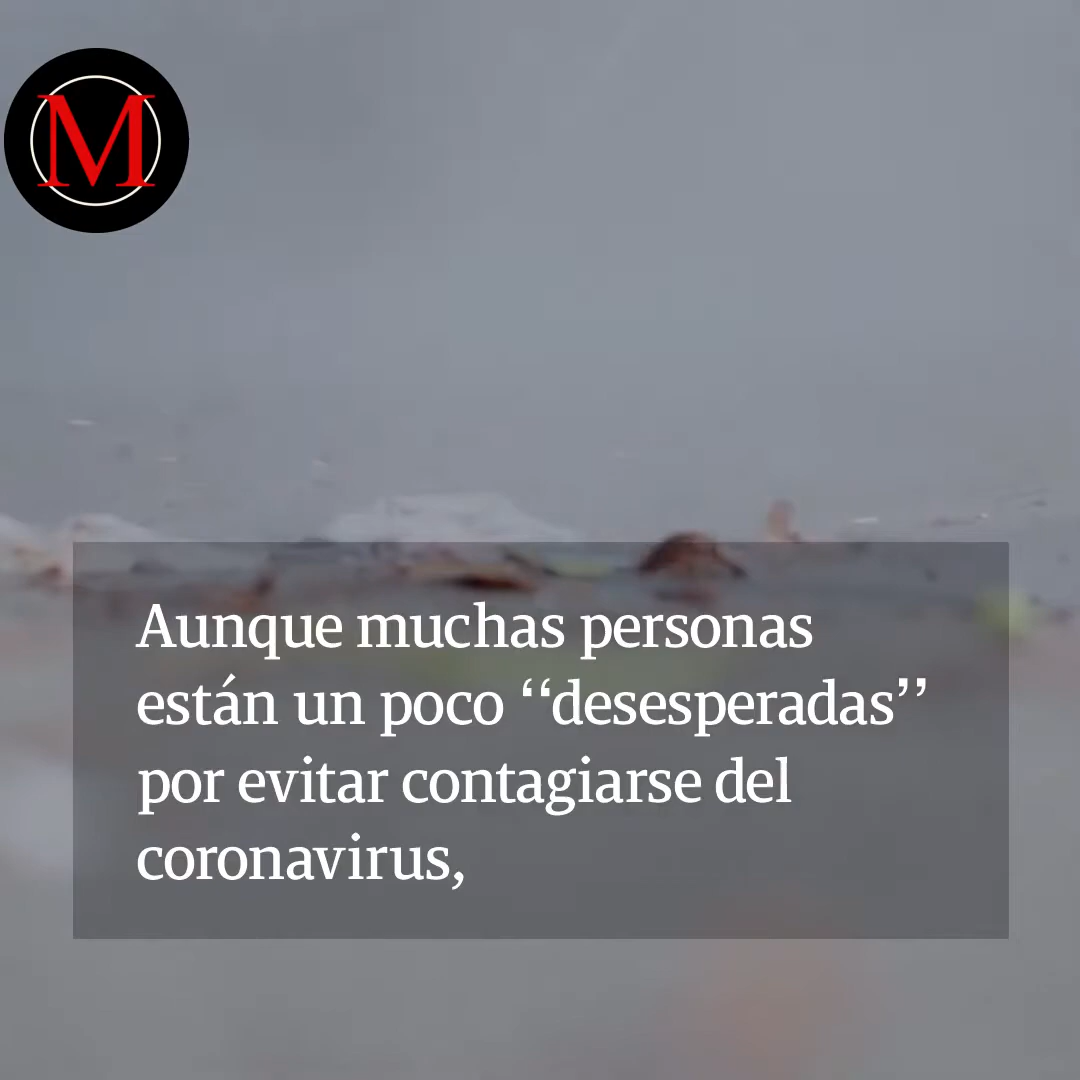 M
Aunque muchas personas
están un poco ‘‘desesperadas’’
por evitar contagiarse del
coronavirus,